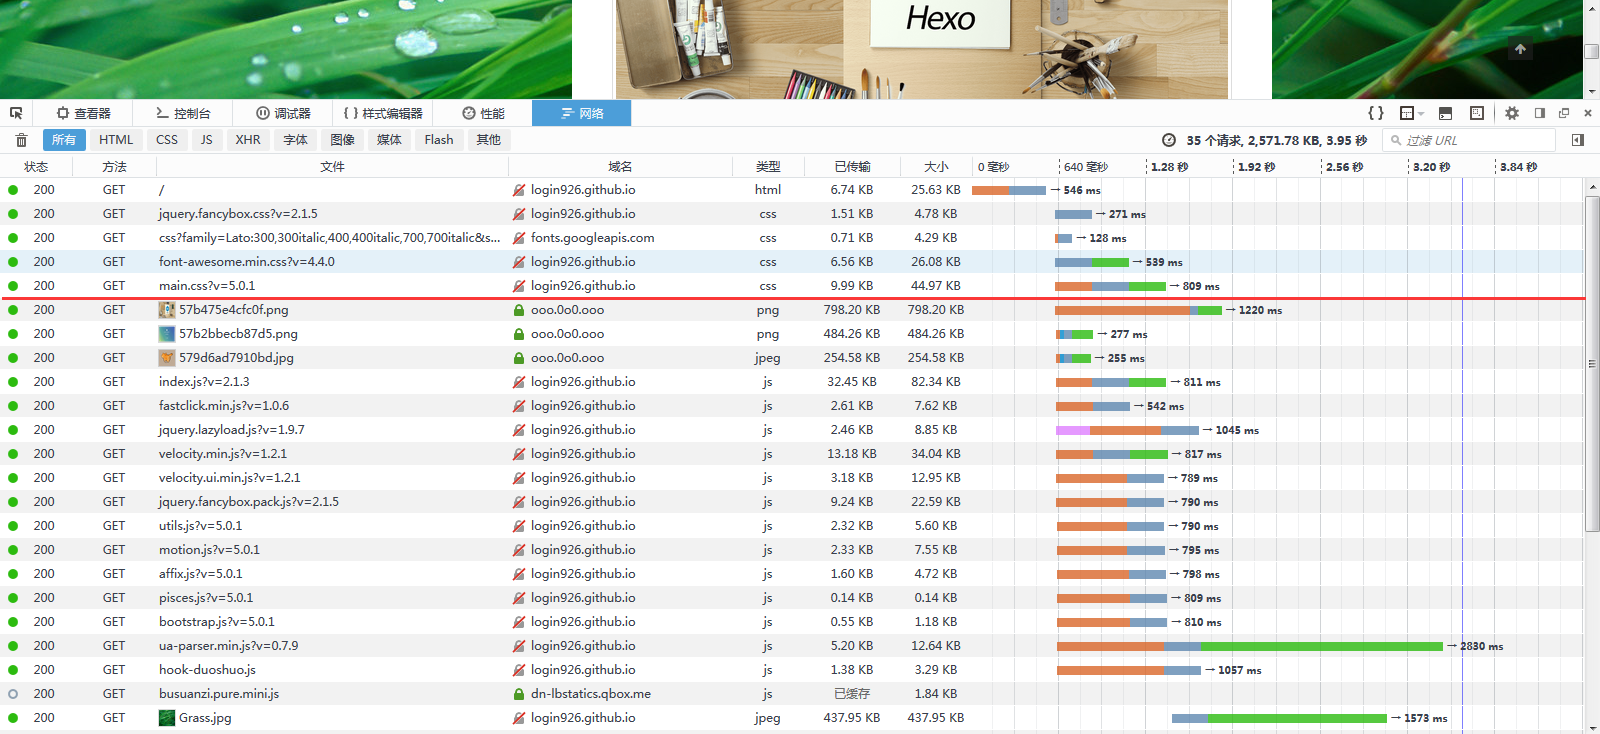 Hexo
查看器 控制台 调试器 { } 样式编辑器 性能 网络
所有 HTML CSS JS XHR 字体 图像 媒体 Flash 其他 35 个请求, 2,571.78 KB, 3.95 秒 过滤 URL
状态 方法 文件 域名 类型 已传输 大小 0 毫秒 640 毫秒 1.28 秒 1.92 秒 2.56 秒 3.20 秒 3.84 秒
200 GET / login926.github.io html 6.74 KB 25.63 KB → 546 ms
200 GET jquery.fancybox.css?v=2.1.5 login926.github.io css 1.51 KB 4.78 KB → 271 ms
200 GET css?family=Lato:300,300italic,400,400italic,700,700italic&s... fonts.googleapis.com css 0.71 KB 4.29 KB → 128 ms
200 GET font-awesome.min.css?v=4.4.0 login926.github.io css 6.56 KB 26.08 KB → 539 ms
200 GET main.css?v=5.0.1 login926.github.io css 9.99 KB 44.97 KB → 809 ms
200 GET 57b475e4cfc0f.png ooo.0o0.ooo png 798.20 KB 798.20 KB → 1220 ms
200 GET 57b2bbecb87d5.png ooo.0o0.ooo png 484.26 KB 484.26 KB → 277 ms
200 GET 579d6ad7910bd.jpg ooo.0o0.ooo jpeg 254.58 KB 254.58 KB → 255 ms
200 GET index.js?v=2.1.3 login926.github.io js 32.45 KB 82.34 KB → 811 ms
200 GET fastclick.min.js?v=1.0.6 login926.github.io js 2.61 KB 7.62 KB → 542 ms
200 GET jquery.lazyload.js?v=1.9.7 login926.github.io js 2.46 KB 8.85 KB → 1045 ms
200 GET velocity.min.js?v=1.2.1 login926.github.io js 13.18 KB 34.04 KB → 817 ms
200 GET velocity.ui.min.js?v=1.2.1 login926.github.io js 3.18 KB 12.95 KB → 789 ms
200 GET jquery.fancybox.pack.js?v=2.1.5 login926.github.io js 9.24 KB 22.59 KB → 790 ms
200 GET utils.js?v=5.0.1 login926.github.io js 2.32 KB 5.60 KB → 790 ms
200 GET motion.js?v=5.0.1 login926.github.io js 2.33 KB 7.55 KB → 795 ms
200 GET affix.js?v=5.0.1 login926.github.io js 1.60 KB 4.72 KB → 798 ms
200 GET pisces.js?v=5.0.1 login926.github.io js 0.14 KB 0.14 KB → 809 ms
200 GET bootstrap.js?v=5.0.1 login926.github.io js 0.55 KB 1.18 KB → 810 ms
200 GET ua-parser.min.js?v=0.7.9 login926.github.io js 5.20 KB 12.64 KB → 2830 ms
200 GET hook-duoshuo.js login926.github.io js 1.38 KB 3.29 KB → 1057 ms
200 GET busuanzi.pure.mini.js dn-lbstatics.qbox.me js 已缓存 1.84 KB
200 GET Grass.jpg login926.github.io jpeg 437.95 KB 437.95 KB → 1573 ms